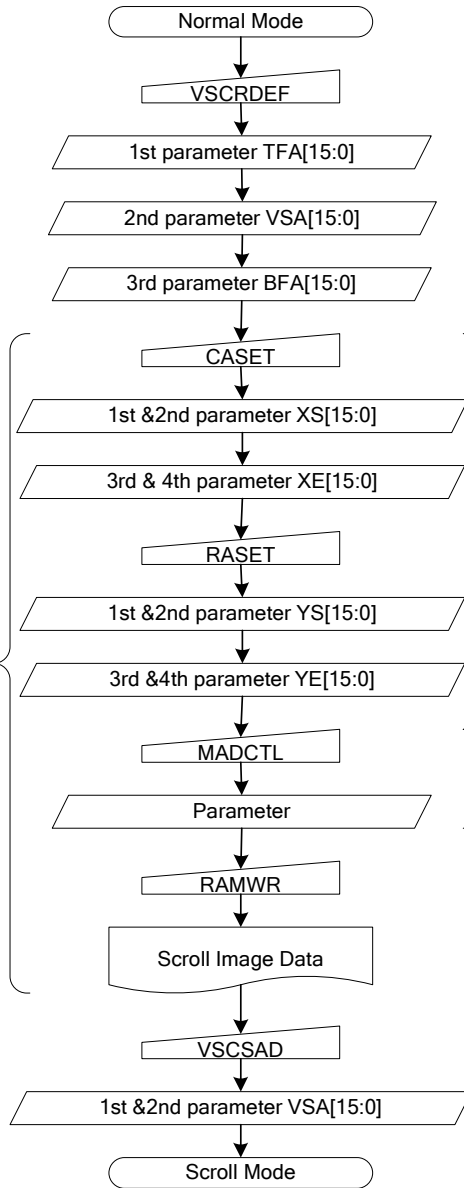 Normal Mode
VSCRDEF
1st parameter TFA[15:0]
2nd parameter VSA[15:0]
3rd parameter BFA[15:0]
CASET
1st &2nd parameter XS[15:0]
3rd & 4th parameter XE[15:0]
RASET
1st &2nd parameter YS[15:0]
3rd &4th parameter YE[15:0]
MADCTL
Parameter
RAMWR
Scroll Image Data
VSCSAD
1st &2nd parameter VSA[15:0]
Scroll Mode